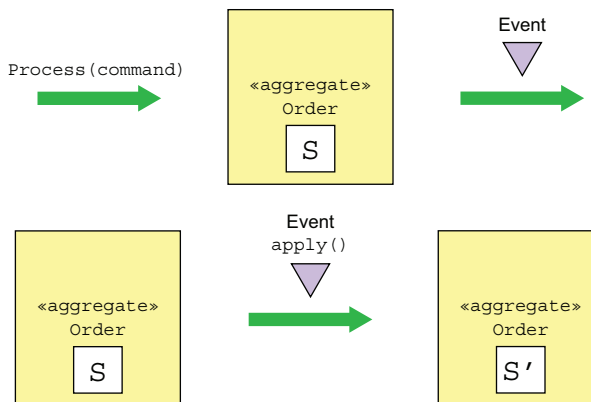 Process(command)
«aggregate»
Order
S
Event
«aggregate»
Order
S
Event
apply()
«aggregate»
Order
S'